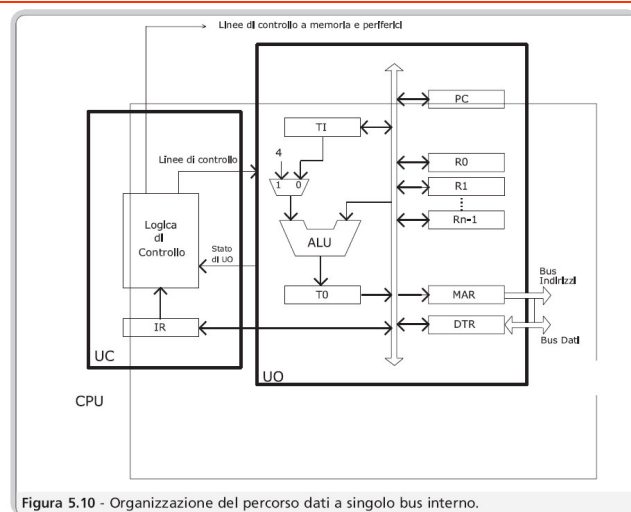 Linee di controllo a memoria e periferici
PC
TI
4
Linee di controllo
1 0
R0
R1
Rn-1
Logica
di
Controllo
ALU
Stato
di UO
Bus
Indirizzi
T0
MAR
IR
DTR
Bus Dati
UC
UO
CPU
Figura 5.10 - Organizzazione del percorso dati a singolo bus interno.